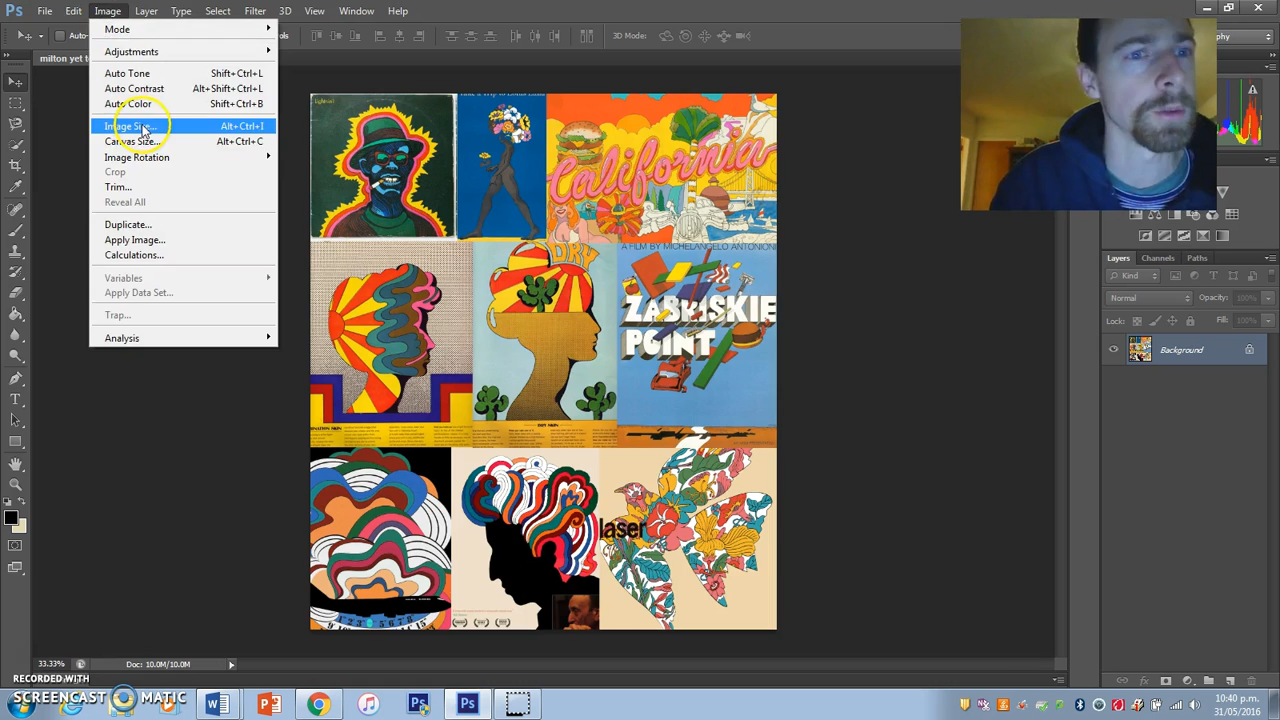 Ps File Edit Image Layer Type Select Filter 3D View Window Help
3D Mode:
milton yet t
Mode
Adjustments
Auto Tone Shift+Ctrl+L
Auto Contrast Alt+Shift+Ctrl+L
Auto Color Shift+Ctrl+B
Image Size... Alt+Ctrl+I
Canvas Size... Alt+Ctrl+C
Image Rotation
Crop
Trim...
Reveal All
Duplicate...
Apply Image...
Calculations...
Variables
Apply Data Set...
Trap...
Analysis
California
DRY
A FILM BY MICHELANGELO ANTONIONI
ZABRISKIE
POINT
laser
Layers Channels Paths
Kind
Normal Opacity: 100%
Lock: Fill: 100%
Background
33.33% Doc: 10.0M/10.0M
RECORDED WITH
SCREENCAST MATIC
10:40 p.m.
31/05/2016